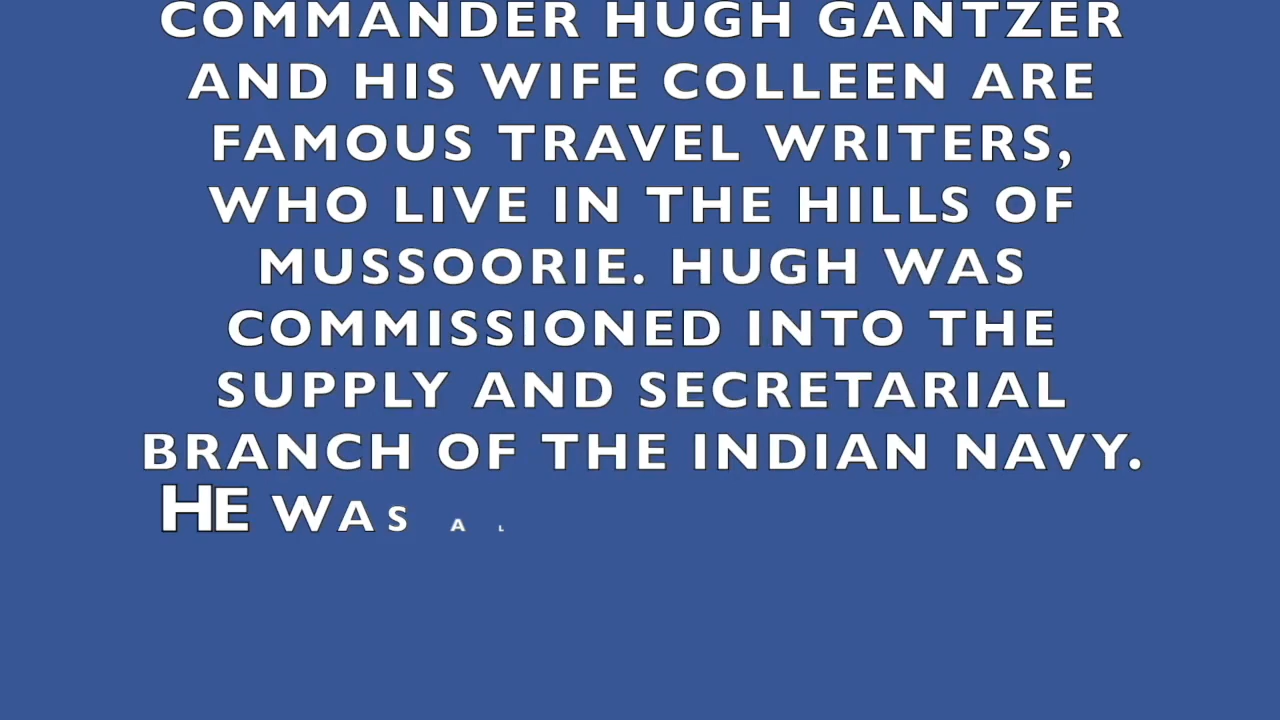 COMMANDER HUGH GANTZER
AND HIS WIFE COLLEEN ARE
FAMOUS TRAVEL WRITERS,
WHO LIVE IN THE HILLS OF
MUSSOORIE. HUGH WAS
COMMISSIONED INTO THE
SUPPLY AND SECRETARIAL
BRANCH OF THE INDIAN NAVY.
HE WAS AL